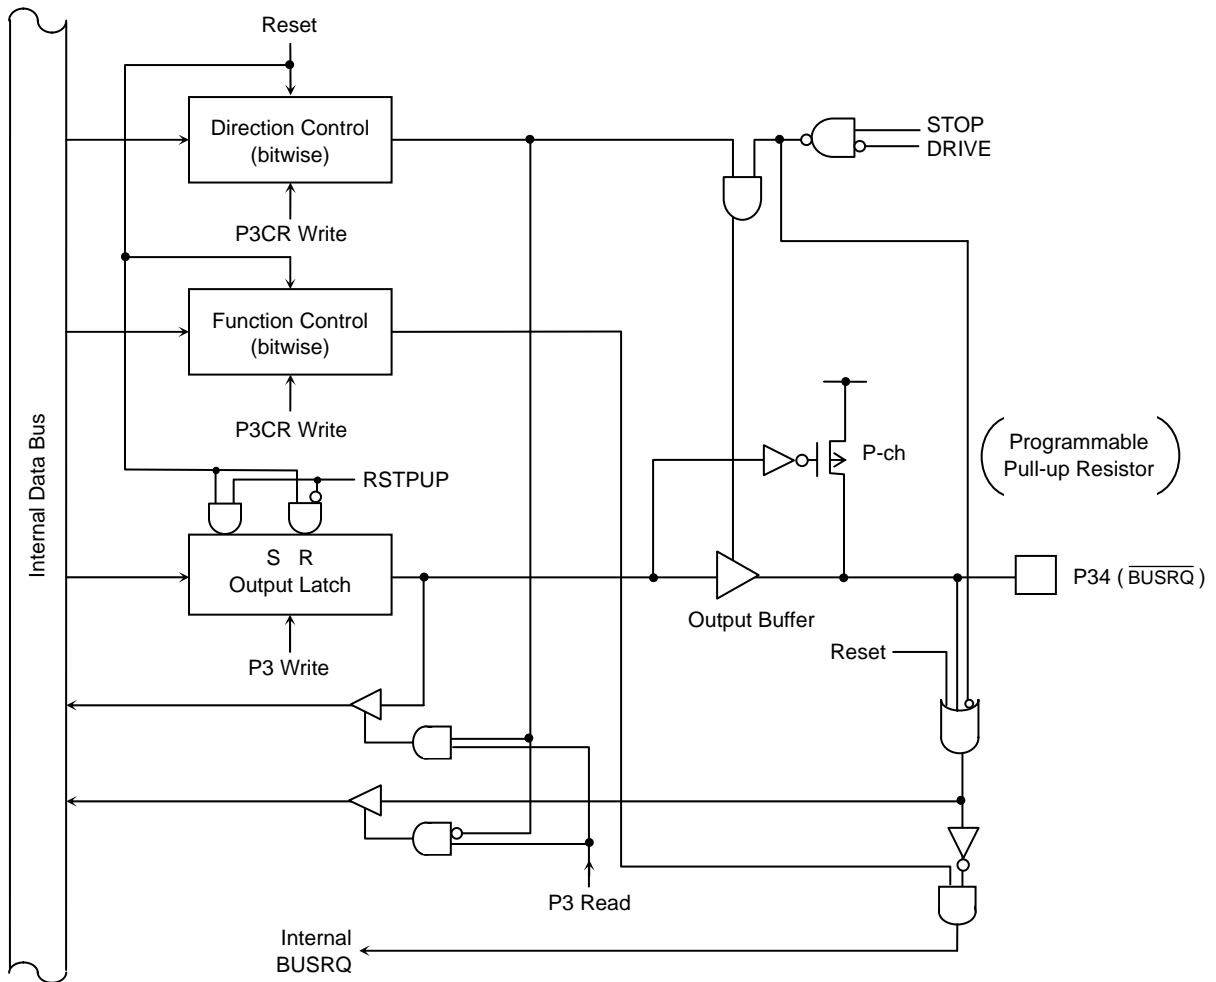 Reset
Direction Control
(bitwise)
STOP
DRIVE
P3CR Write
Function Control
(bitwise)
P3CR Write
Internal Data Bus
P-ch
Programmable
Pull-up Resistor
RSTPUP
S R
Output Latch
P34 ( BUSRQ )
Output Buffer
P3 Write
Reset
P3 Read
Internal
BUSRQ